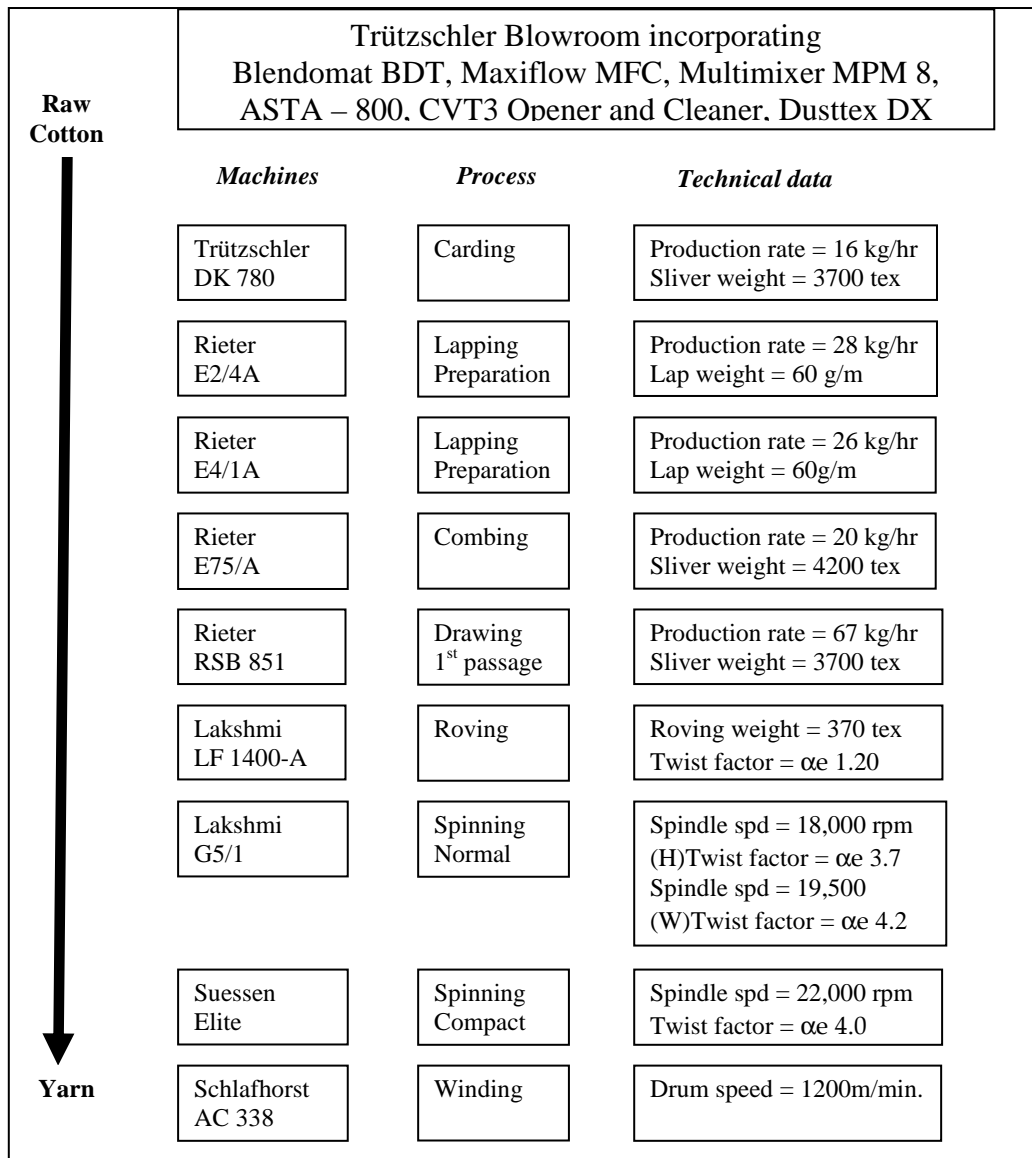 Trützschler Blowroom incorporating
Blendomat BDT, Maxiflow MFC, Multimixer MPM 8,
ASTA – 800, CVT3 Opener and Cleaner, Dusttex DX
Raw
Cotton
Machines Process Technical data
Trützschler
DK 780
Carding
Production rate = 16 kg/hr
Sliver weight = 3700 tex
Rieter
E2/4A
Lapping
Preparation
Production rate = 28 kg/hr
Lap weight = 60 g/m
Rieter
E4/1A
Lapping
Preparation
Production rate = 26 kg/hr
Lap weight = 60g/m
Rieter
E75/A
Combing
Production rate = 20 kg/hr
Sliver weight = 4200 tex
Rieter
RSB 851
Drawing
1st passage
Production rate = 67 kg/hr
Sliver weight = 3700 tex
Lakshmi
LF 1400-A
Roving
Roving weight = 370 tex
Twist factor = αe 1.20
Lakshmi
G5/1
Spinning
Normal
Spindle spd = 18,000 rpm
(H)Twist factor = αe 3.7
Spindle spd = 19,500
(W)Twist factor = αe 4.2
Suessen
Elite
Spinning
Compact
Spindle spd = 22,000 rpm
Twist factor = αe 4.0
Yarn
Schlafhorst
AC 338
Winding
Drum speed = 1200m/min.